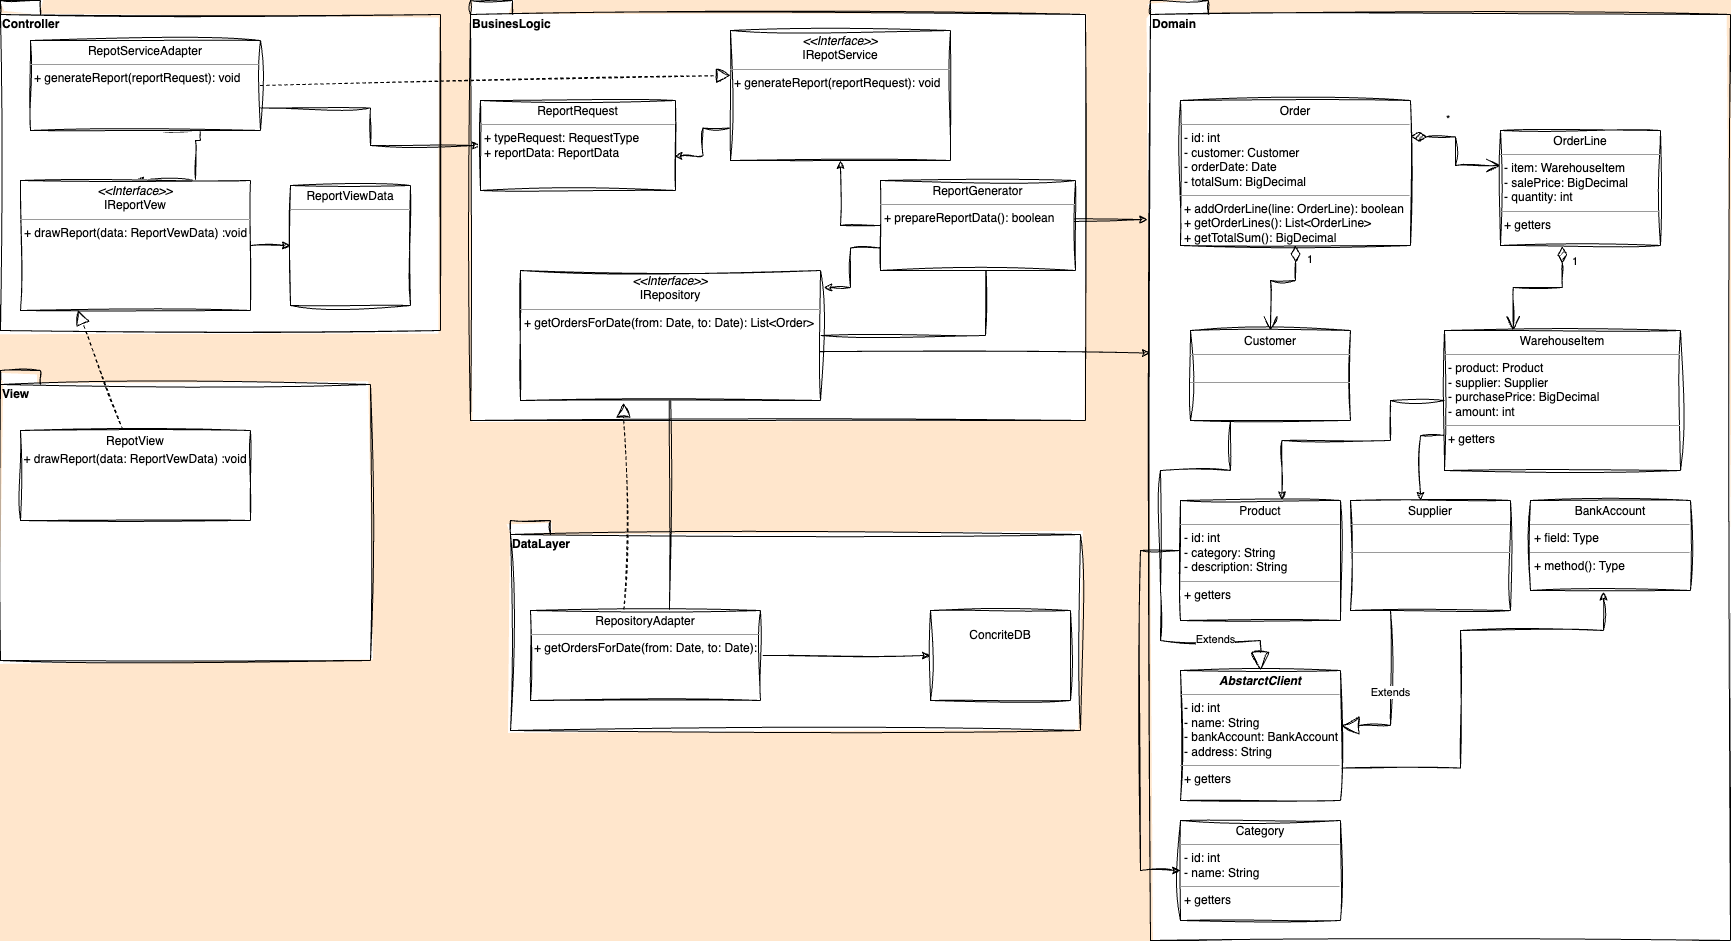 Controller
RepotServiceAdapter
+ generateReport(reportRequest): void
<<Interface>>
IReportVew
+ drawReport(data: ReportVewData) :void
ReportViewData
View
RepotView
+ drawReport(data: ReportVewData) :void
BusinesLogic
<<Interface>>
IRepotService
+ generateReport(reportRequest): void
ReportRequest
+ typeRequest: RequestType
+ reportData: ReportData
ReportGenerator
+ prepareReportData(): boolean
<<Interface>>
IRepository
+ getOrdersForDate(from: Date, to: Date): List<Order>
DataLayer
RepositoryAdapter
+ getOrdersForDate(from: Date, to: Date):
ConcriteDB
Domain
Order
- id: int
- customer: Customer
- orderDate: Date
- totalSum: BigDecimal
+ addOrderLine(line: OrderLine): boolean
+ getOrderLines(): List<OrderLine>
+ getTotalSum(): BigDecimal
*
OrderLine
- item: WarehouseItem
- salePrice: BigDecimal
- quantity: int
+ getters
1
1
Customer
WarehouseItem
- product: Product
- supplier: Supplier
- purchasePrice: BigDecimal
- amount: int
+ getters
Product
- id: int
- category: String
- description: String
+ getters
Supplier
BankAccount
+ field: Type
+ method(): Type
Extends
Extends
AbstarctClient
- id: int
- name: String
- bankAccount: BankAccount
- address: String
+ getters
Category
- id: int
- name: String
+ getters